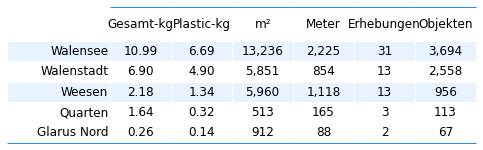 Gesamt-kg Plastic-kg m² Meter Erhebungen Objekten
Walensee 10.99 6.69 13,236 2,225 31 3,694
Walenstadt 6.90 4.90 5,851 854 13 2,558
Weesen 2.18 1.34 5,960 1,118 13 956
Quarten 1.64 0.32 513 165 3 113
Glarus Nord 0.26 0.14 912 88 2 67